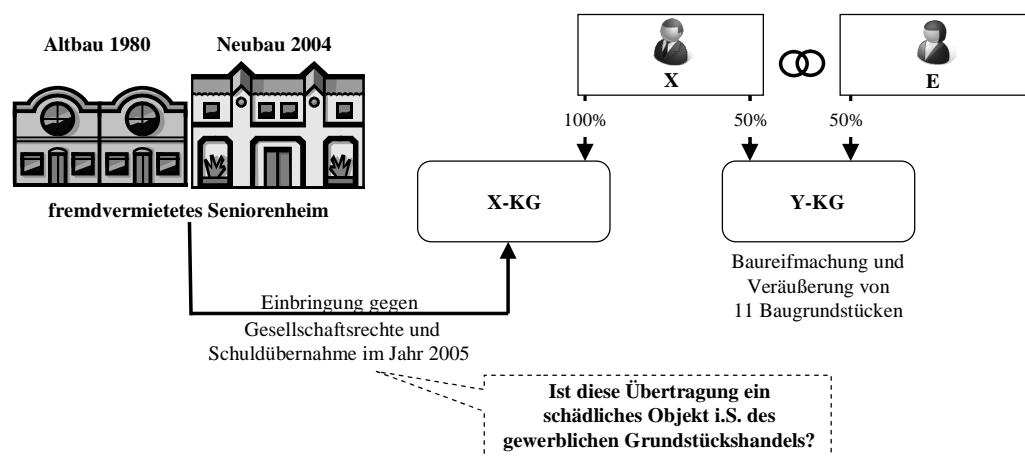 Altbau 1980
Neubau 2004
fremdvermietetes Seniorenheim
X
E
100%
50%
50%
X-KG
Y-KG
Baureifmachung und
Veräußerung von
11 Baugrundstücken
Einbringung gegen
Gesellschaftsrechte und
Schuldübernahme im Jahr 2005
Ist diese Übertragung ein
schädliches Objekt i.S. des
gewerblichen Grundstückshandels?